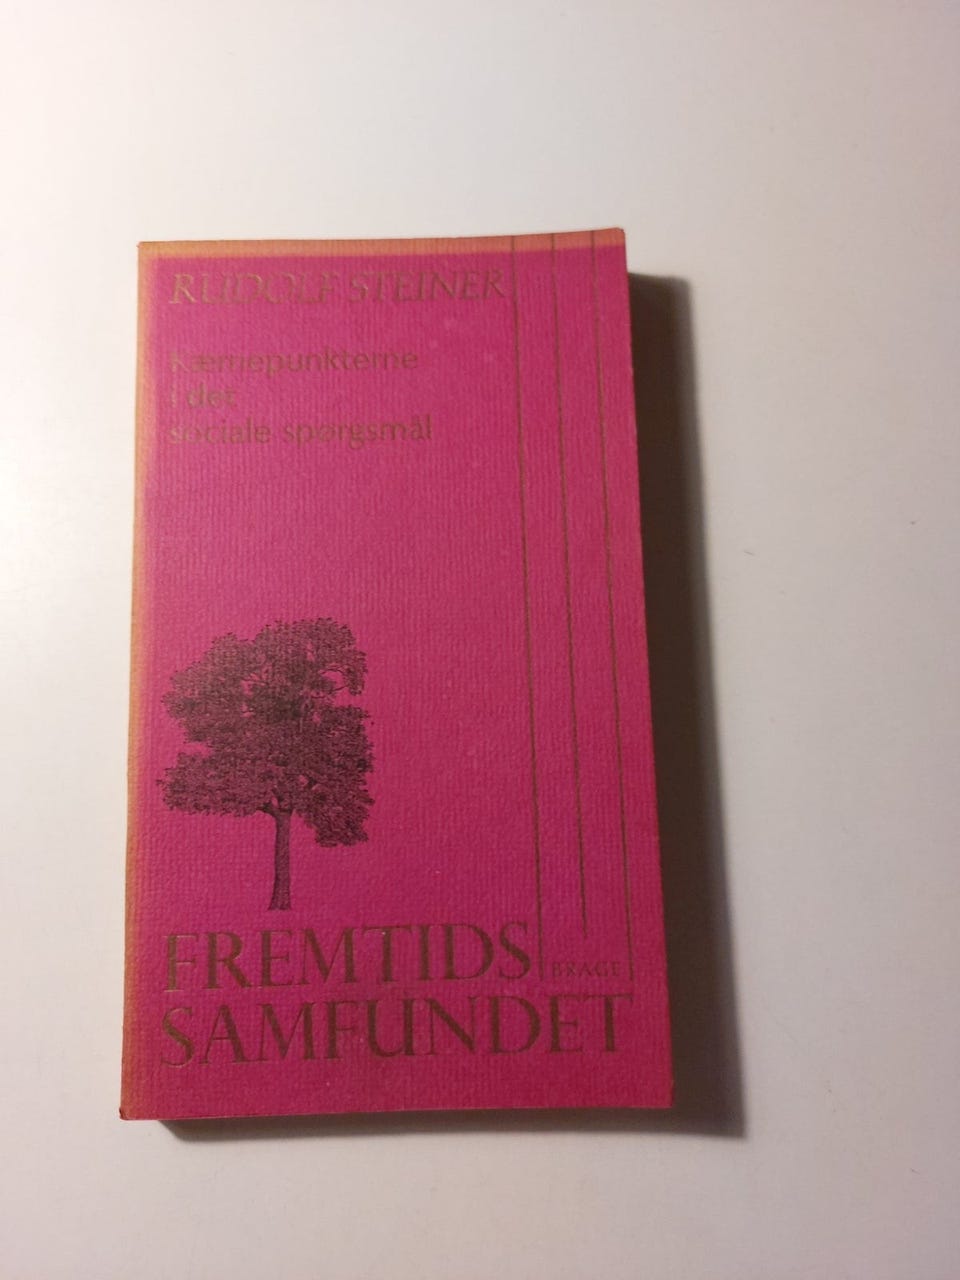 RUDOLF STEINER
Kærnepunkterne
i det
sociale spørgsmål
FREMTIDS
BRAGE
SAMFUNDET